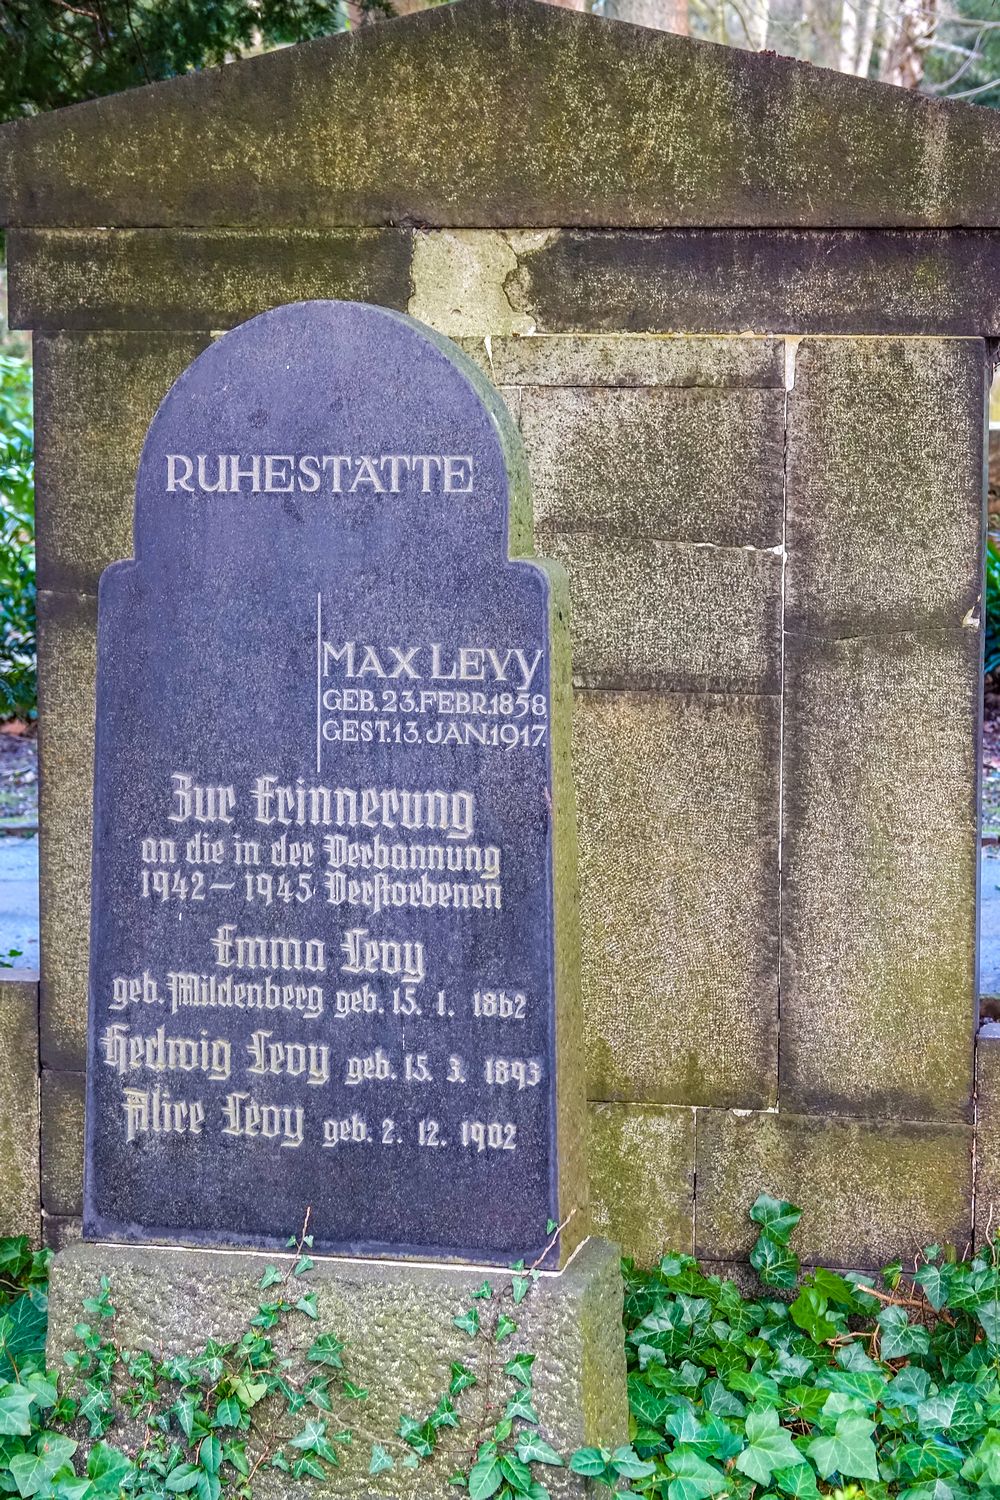 RUHESTÄTTE
MAX LEVY
GEB. 23. FEBR. 1858
GEST. 13. JAN. 1917.
Zur Erinnerung
an die in der Verbannung
1942 – 1945 Verstorbenen
Emma Levy
geb. Mildenberg geb. 15. 1. 1862
Hedwig Levy geb. 15. 3. 1893
Alice Levy geb. 2. 12. 1902